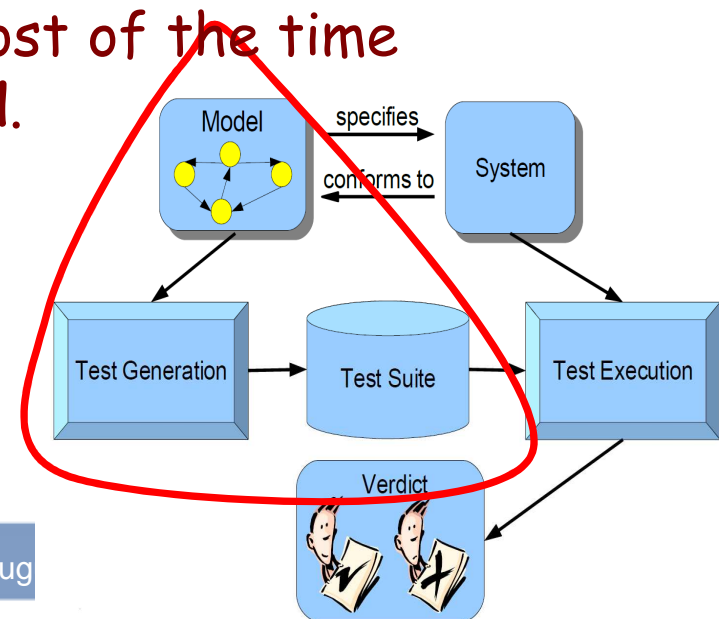 ost of the time
.
Model
specifies
System
conforms to
Test Generation
Test Suite
Test Execution
Verdict
ug